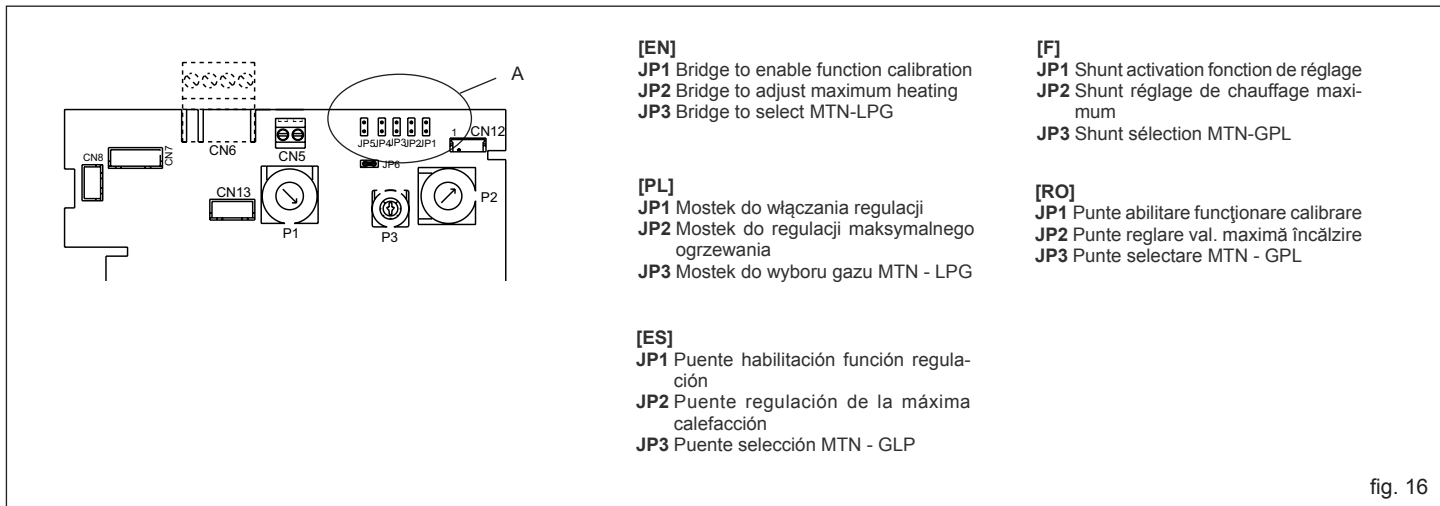 A
JP5JP4JP3JP2JP1
1 CN12
CN6
CN5
JP6
CN8
CN7
CN13
P1
P3
P2
[EN]
JP1 Bridge to enable function calibration
JP2 Bridge to adjust maximum heating
JP3 Bridge to select MTN-LPG
[PL]
JP1 Mostek do włączania regulacji
JP2 Mostek do regulacji maksymalnego
ogrzewania
JP3 Mostek do wyboru gazu MTN - LPG
[ES]
JP1 Puente habilitación función regula-
ción
JP2 Puente regulación de la máxima
calefacción
JP3 Puente selección MTN - GLP
[F]
JP1 Shunt activation fonction de réglage
JP2 Shunt réglage de chauffage maxi-
mum
JP3 Shunt sélection MTN-GPL
[RO]
JP1 Punte abilitare funcţionare calibrare
JP2 Punte reglare val. maximă încălzire
JP3 Punte selectare MTN - GPL
fig. 16